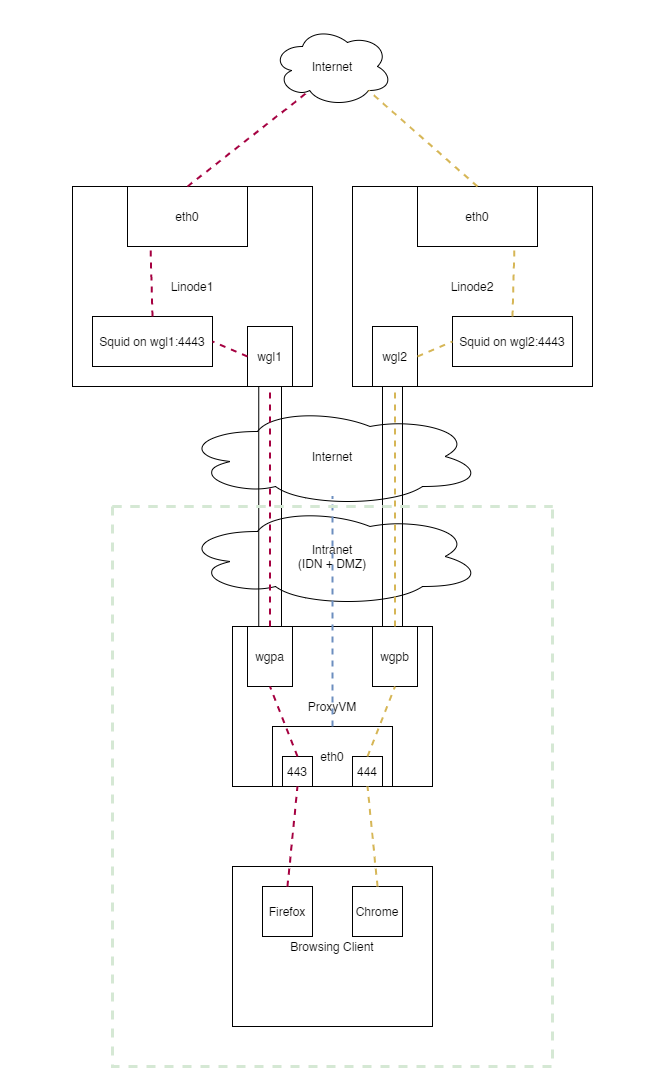 Internet
eth0
eth0
Linode1
Linode2
Squid on wgl1:4443
Squid on wgl2:4443
wgl1
wgl2
Internet
Intranet
(IDN + DMZ)
wgpa
wgpb
ProxyVM
eth0
443
444
Firefox
Chrome
Browsing Client